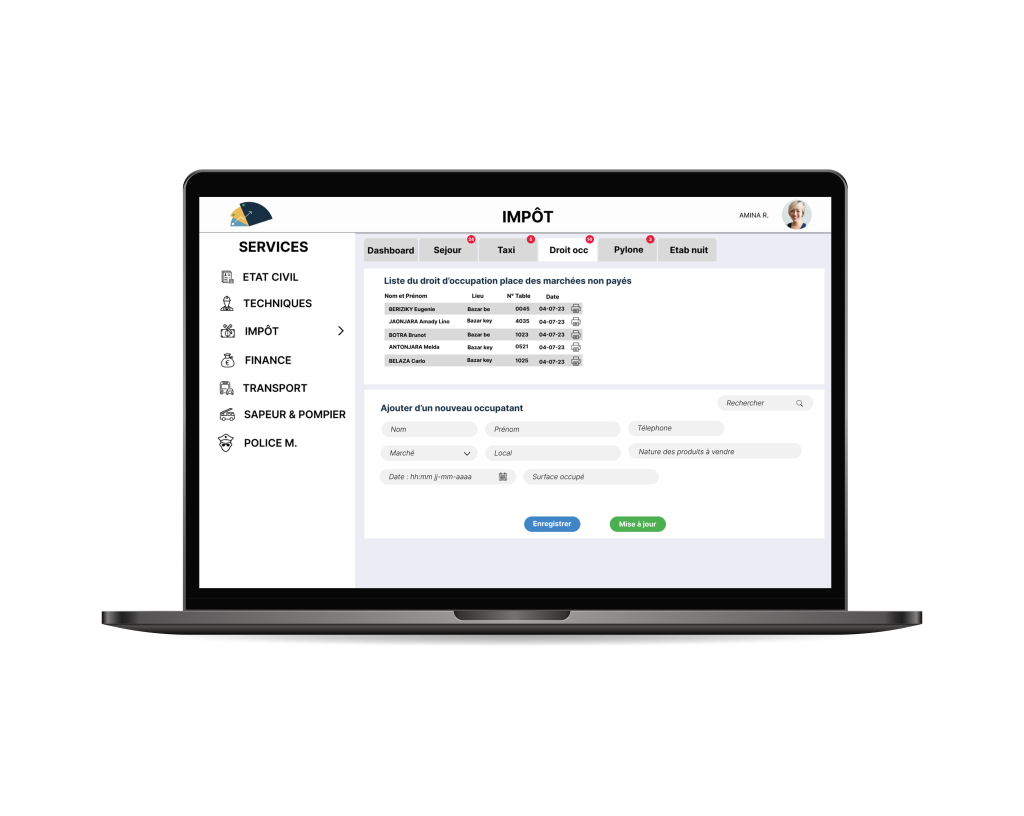 IMPÔT
AMINA R.
SERVICES
ETAT CIVIL
TECHNIQUES
IMPÔT
FINANCE
TRANSPORT
SAPEUR & POMPIER
POLICE M.
Dashboard Sejour 24 Taxi 5 Droit occ 14 Pylone 3 Etab nuit
Liste du droit d'occupation place des marchées non payés
Nom et Prénom Lieu N° Table Date
BERIZIKY Eugenie Bazar be 0045 04-07-23
JAONJARA Amady Lino Bazar key 4035 04-07-23
BOTRA Brunot Bazar be 1023 04-07-23
ANTONJARA Melda Bazar key 0521 04-07-23
BELAZA Carlo Bazar key 1025 04-07-23
Rechercher
Ajouter d'un nouveau occupatant
Nom Prénom Télephone
Marché Local Nature des produits à vendre
Date : hh:mm jj-mm-aaaa Surface occupé
Enregistrer Mise à jour